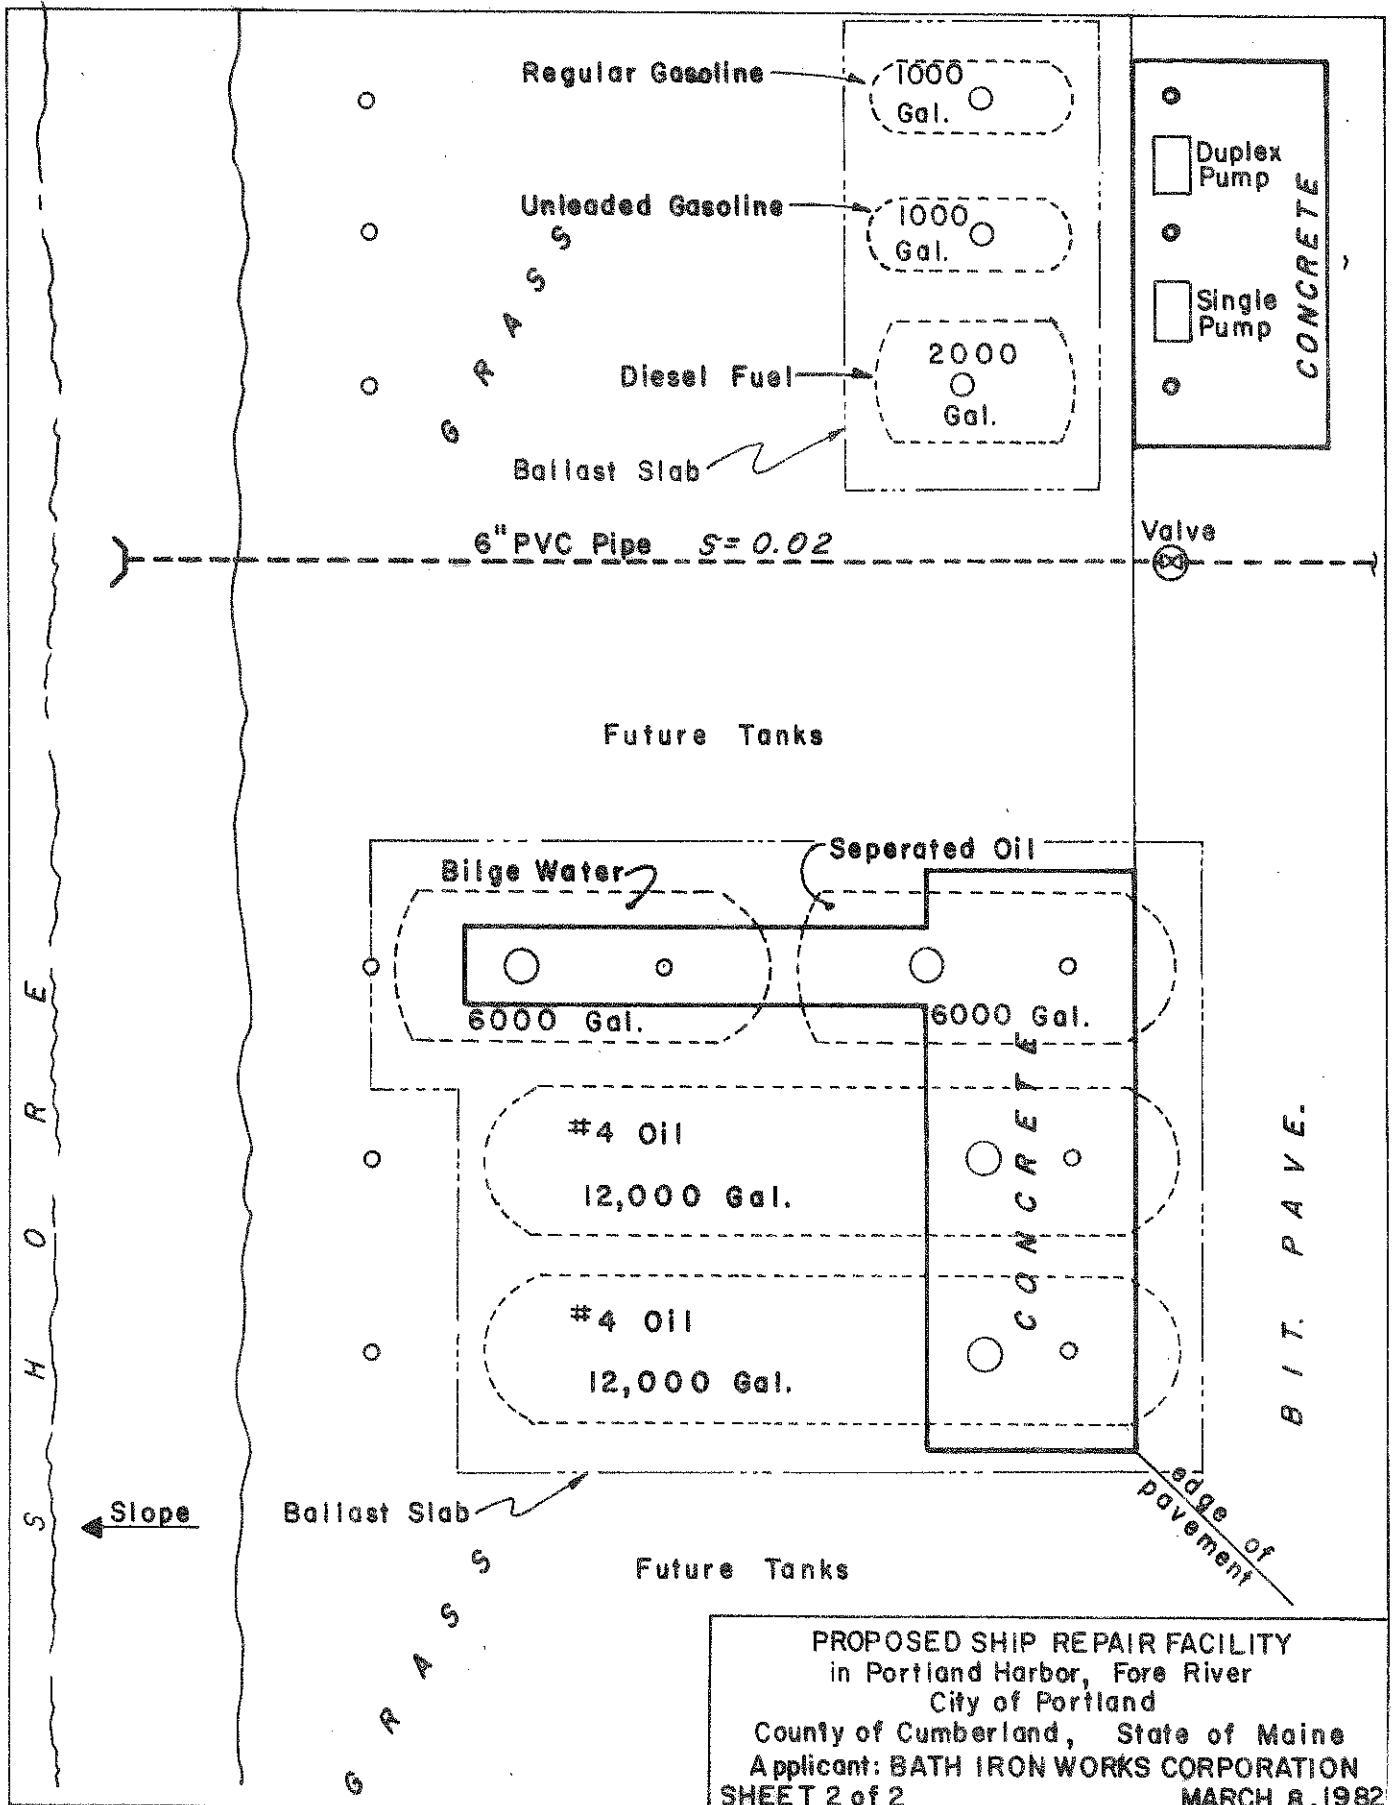 Regular Gasoline
1000
Gal.
Duplex
Pump
Unleaded Gasoline
1000
Gal.
Single
Pump
CONCRETE
GRASS
Diesel Fuel
2000
Gal.
Ballast Slab
6" PVC Pipe S = 0.02
Valve
Future Tanks
Bilge Water
Seperated Oil
6000 Gal.
6000 Gal.
CONCRETE
#4 Oil
12,000 Gal.
#4 Oil
12,000 Gal.
SHORE
BIT. PAVE.
Slope
Ballast Slab
edge of
pavement
Future Tanks
GRASS
PROPOSED SHIP REPAIR FACILITY
in Portland Harbor, Fore River
City of Portland
County of Cumberland, State of Maine
Applicant: BATH IRON WORKS CORPORATION
SHEET 2 of 2 MARCH 8, 1982